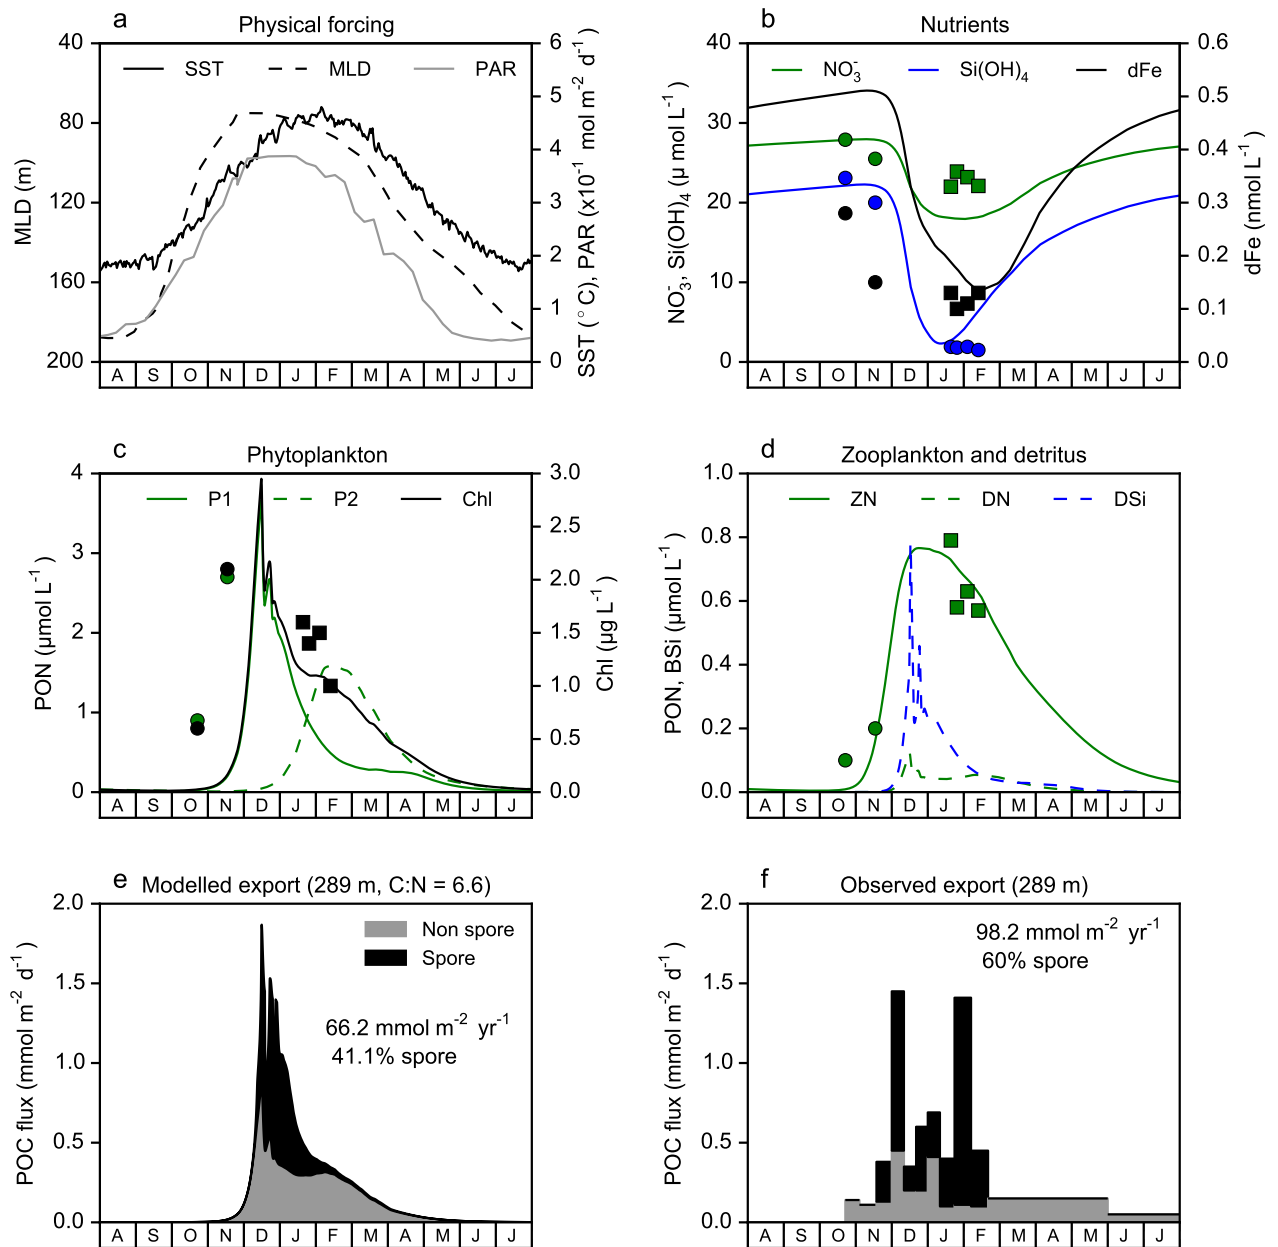 a Physical forcing
SST MLD PAR
40
80
120
160
200
MLD (m)
6
5
4
3
2
1
0
SST (°C), PAR (x10⁻¹ mol m⁻² d⁻¹)
A S O N D J F M A M J J
b Nutrients
NO₃⁻ Si(OH)₄ dFe
40
30
20
10
0
NO₃⁻, Si(OH)₄ (µ mol L⁻¹)
0.6
0.5
0.4
0.3
0.2
0.1
0.0
dFe (nmol L⁻¹)
A S O N D J F M A M J J
c Phytoplankton
P1 P2 Chl
4
3
2
1
0
PON (µmol L⁻¹)
3.0
2.5
2.0
1.5
1.0
0.5
0.0
Chl (µg L⁻¹)
A S O N D J F M A M J J
d Zooplankton and detritus
ZN DN DSi
1.0
0.8
0.6
0.4
0.2
0.0
PON, BSi (µmol L⁻¹)
A S O N D J F M A M J J
e Modelled export (289 m, C:N = 6.6)
Non spore
Spore
66.2 mmol m⁻² yr⁻¹
41.1% spore
2.0
1.5
1.0
0.5
0.0
POC flux (mmol m⁻² d⁻¹)
A S O N D J F M A M J J
f Observed export (289 m)
98.2 mmol m⁻² yr⁻¹
60% spore
2.0
1.5
1.0
0.5
0.0
POC flux (mmol m⁻² d⁻¹)
A S O N D J F M A M J J